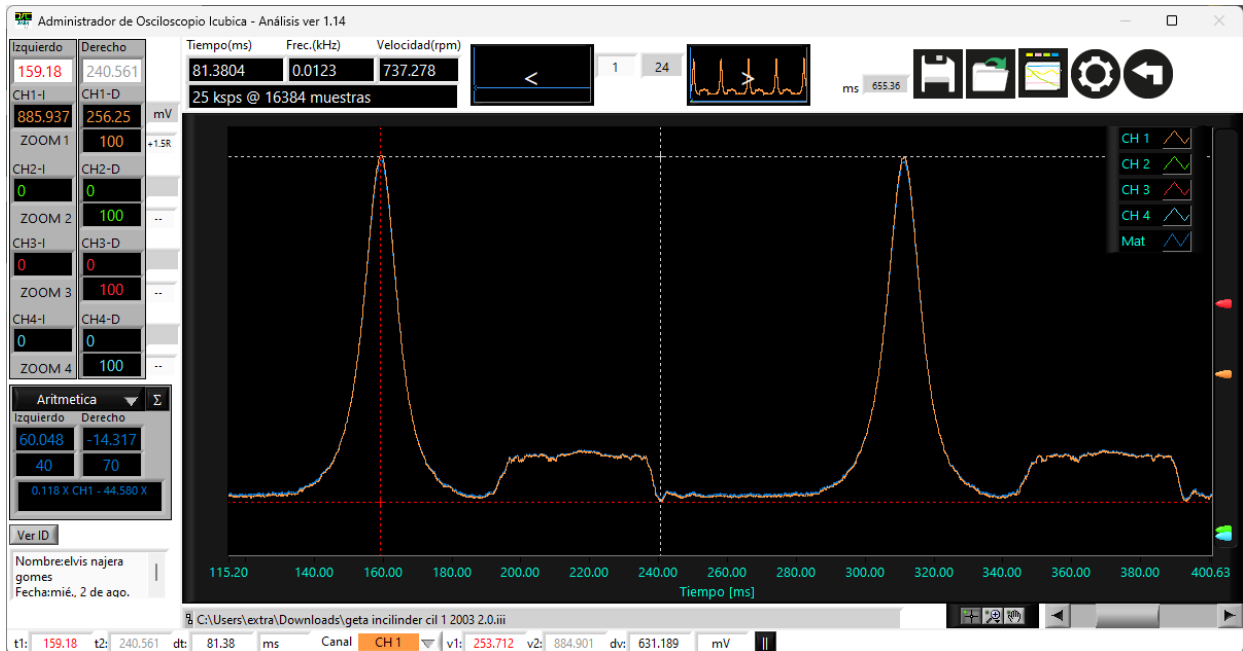 Administrador de Osciloscopio Icubica - Análisis ver 1.14
Izquierdo Derecho
159.18 240.561
CH1-I CH1-D
885.937 256.25 mV
ZOOM 1 100 +1.5R
CH2-I CH2-D
0 0
ZOOM 2 100 --
CH3-I CH3-D
0 0
ZOOM 3 100 --
CH4-I CH4-D
0 0
ZOOM 4 100 --
Aritmetica Σ
Izquierdo Derecho
60.048 -14.317
40 70
0.118 X CH1 - 44.580 X
Ver ID
Nombre:elvis najera
gomes
Fecha:mié., 2 de ago.
Tiempo(ms) Frec.(kHz) Velocidad(rpm)
81.3804 0.0123 737.278
25 ksps @ 16384 muestras
< 1 24 >
ms 655.36
CH 1
CH 2
CH 3
CH 4
Mat
115.20 140.00 160.00 180.00 200.00 220.00 240.00 260.00 280.00 300.00 320.00 340.00 360.00 380.00 400.63
Tiempo [ms]
C:\Users\extra\Downloads\geta incilinder cil 1 2003 2.0.iii
t1: 159.18 t2: 240.561 dt: 81.38 ms Canal CH 1 v1: 253.712 v2: 884.901 dv: 631.189 mV